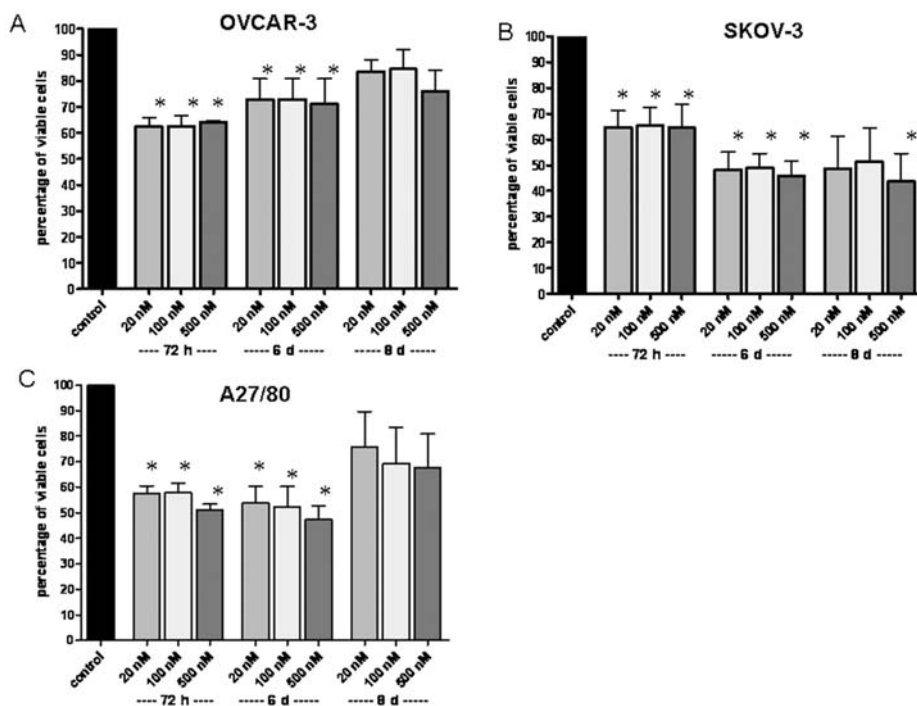 A
OVCAR-3
percentage of viable cells
100
90
80
70
60
50
40
30
20
10
0
control
20 nM
100 nM
500 nM
20 nM
100 nM
500 nM
20 nM
100 nM
500 nM
---- 72 h ----
----- 6 d -----
----- 8 d -----
* * * * * *
B
SKOV-3
percentage of viable cells
100
90
80
70
60
50
40
30
20
10
0
control
20 nM
100 nM
500 nM
20 nM
100 nM
500 nM
20 nM
100 nM
500 nM
---- 72 h ----
----- 6 d -----
----- 8 d -----
* * * * * * *
C
A27/80
percentage of viable cells
100
90
80
70
60
50
40
30
20
10
0
control
20 nM
100 nM
500 nM
20 nM
100 nM
500 nM
20 nM
100 nM
500 nM
---- 72 h ----
----- 6 d -----
----- 8 d -----
* * * * * *